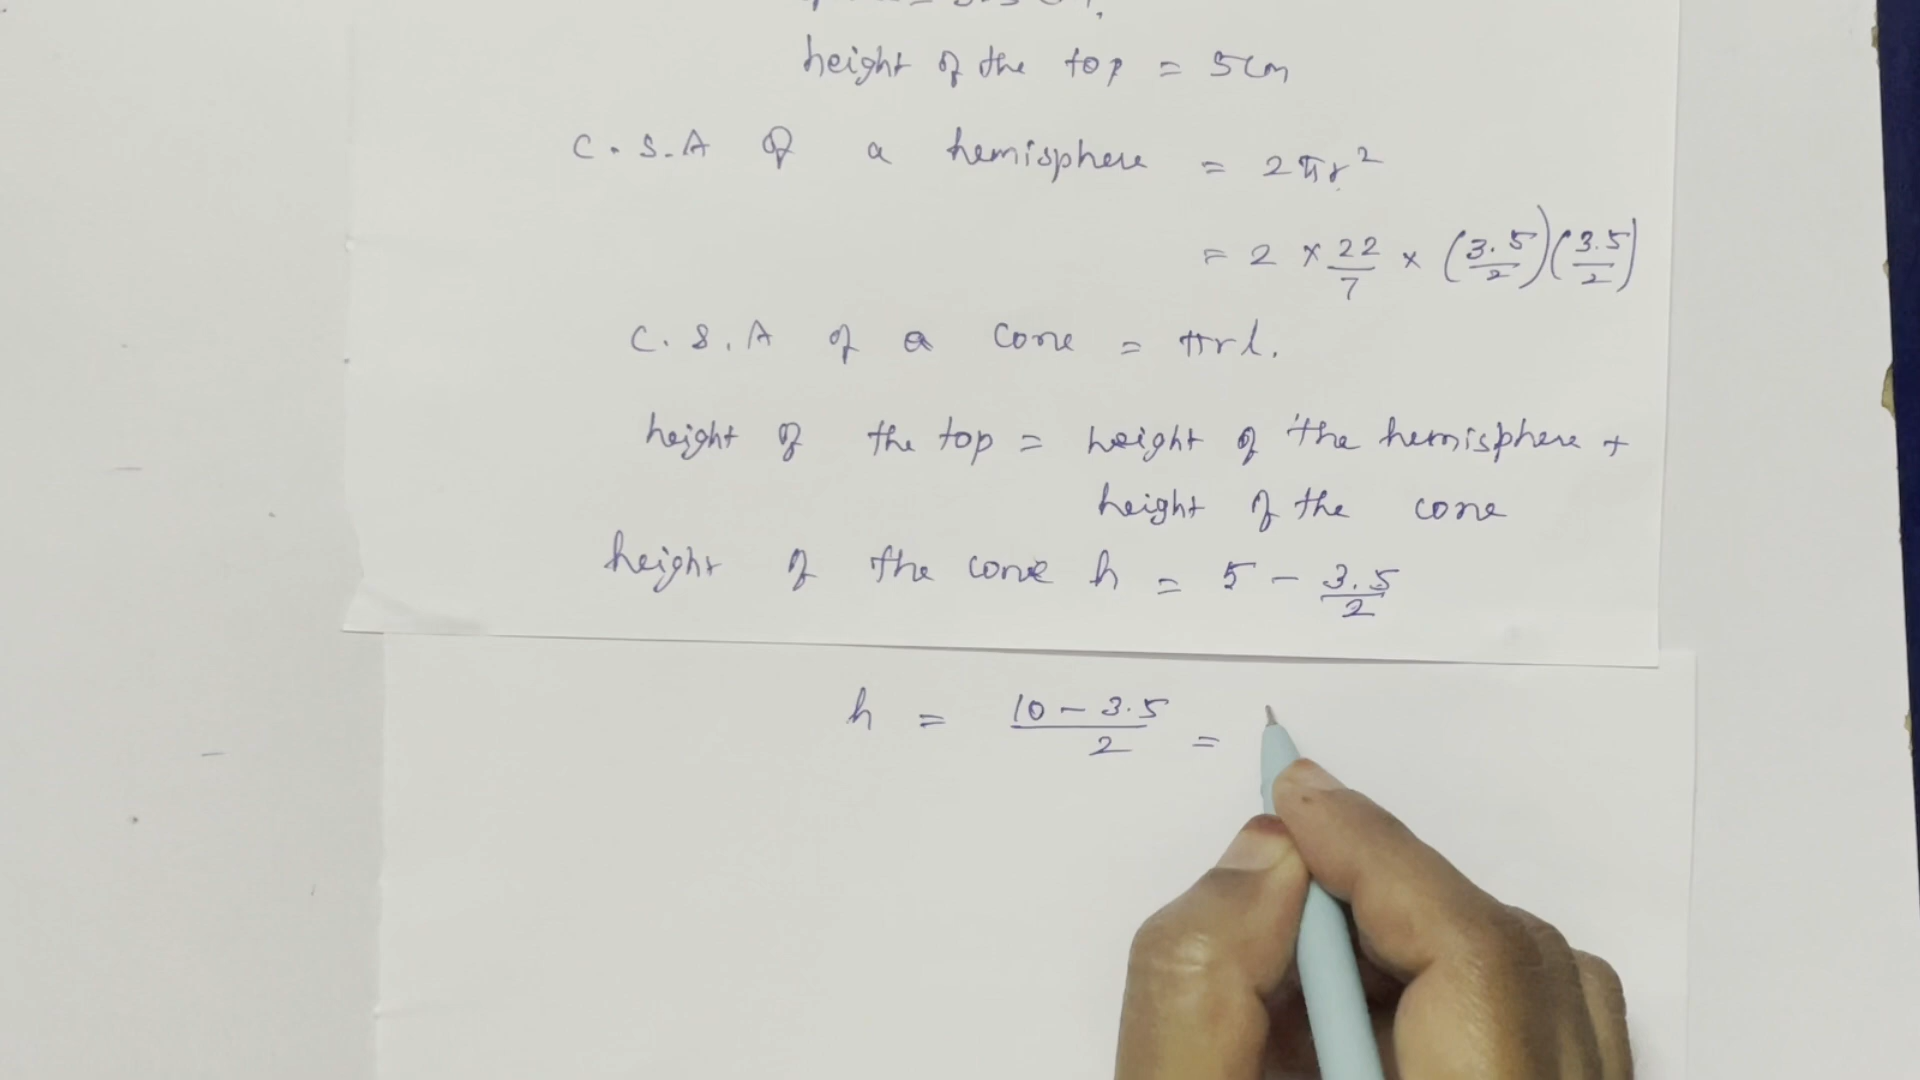 height of the top = 5cm
C.S.A of a hemisphere = 2πr²
= 2 × 22/7 × (3.5/2)(3.5/2)
C.S.A of a cone = πrl.
height of the top = height of the hemisphere +
height of the cone
height of the cone h = 5 - 3.5/2
h = 10-3.5/2 =